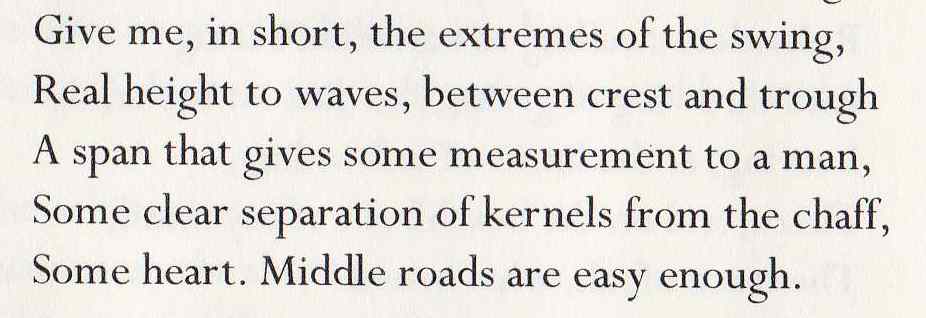 Give me, in short, the extremes of the swing,
Real height to waves, between crest and trough
A span that gives some measurement to a man,
Some clear separation of kernels from the chaff,
Some heart. Middle roads are easy enough.